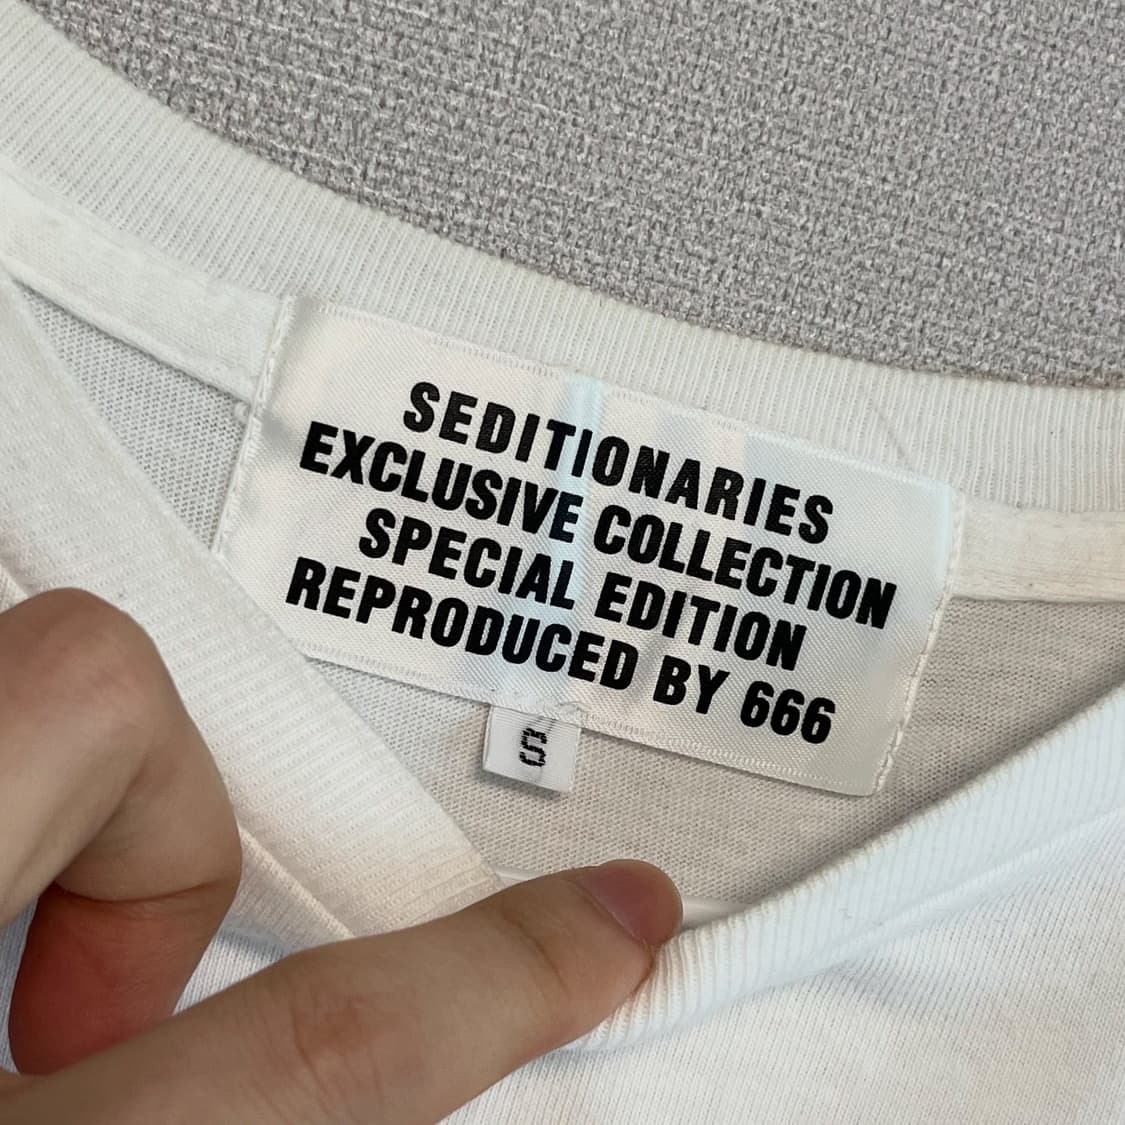 SEDITIONARIES
EXCLUSIVE COLLECTION
SPECIAL EDITION
REPRODUCED BY 666
S